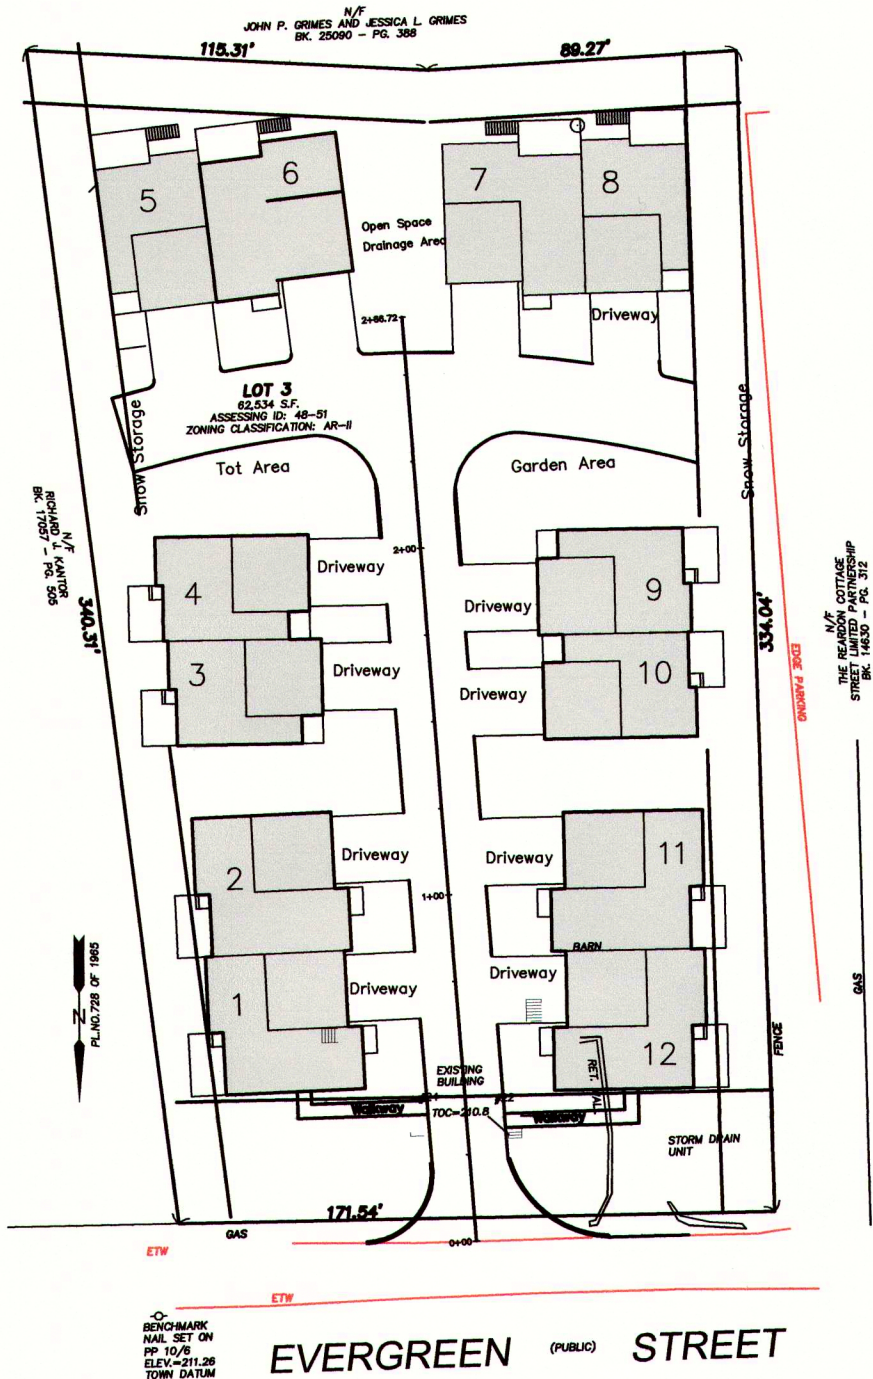 N/F
JOHN P. GRIMES AND JESSICA L. GRIMES
BK. 25090 - PG. 388
115.31'
89.27'
5
6
7
8
Open Space
Drainage Area
2+86.72
Driveway
LOT 3
62,534 S.F.
ASSESSING ID: 48-51
ZONING CLASSIFICATION: AR-II
Snow Storage
Snow Storage
Tot Area
Garden Area
N/F
RICHARD J. KANTOR
BK. 17057 - PG. 505
340.31'
334.04'
N/F
THE REARDON COTTAGE
STREET LIMITED PARTNERSHIP
BK. 14630 - PG. 312
EDGE PARKING
2+00
4
Driveway
Driveway
9
3
Driveway
Driveway
10
2
Driveway
Driveway
11
1+00
BARN
1
Driveway
Driveway
12
N
PL.NO.728 OF 1965
GAS
FENCE
EXISTING
BUILDING
RET. WALL
Walkway
TOC=210.8
Walkway
STORM DRAIN
UNIT
171.54'
GAS
0+00
ETW
ETW
BENCHMARK
NAIL SET ON
PP 10/6
ELEV.=211.26
TOWN DATUM
EVERGREEN (PUBLIC) STREET